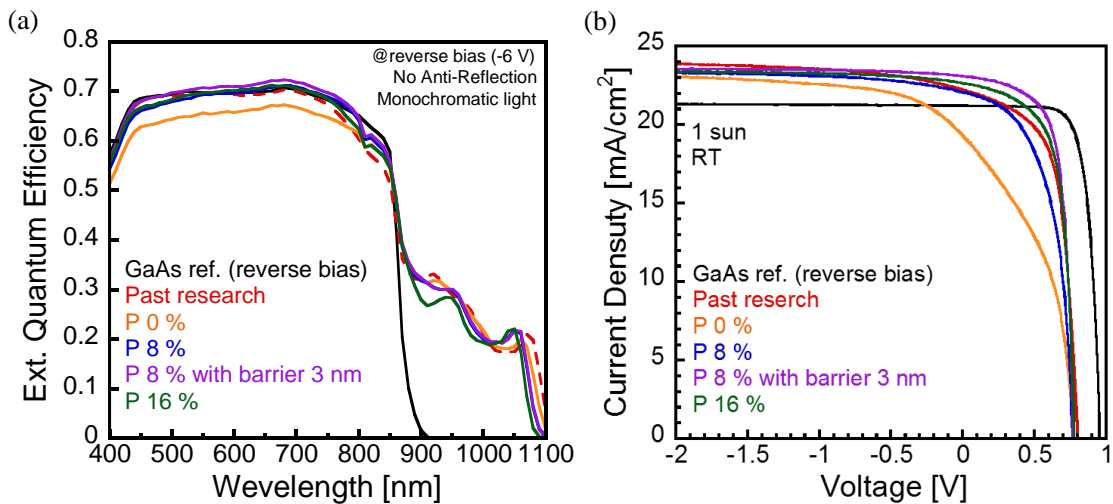 (a)
0.8
0.7
0.6
0.5
0.4
0.3
0.2
0.1
0
Ext. Quantum Efficiency
@reverse bias (-6 V)
No Anti-Reflection
Monochromatic light
GaAs ref. (reverse bias)
Past research
P 0 %
P 8 %
P 8 % with barrier 3 nm
P 16 %
400 500 600 700 800 900 1000 1100
Wevelength [nm]
(b)
25
20
15
10
5
0
Current Densuty [mA/cm²]
1 sun
RT
GaAs ref. (reverse bias)
Past reserch
P 0 %
P 8 %
P 8 % with barrier 3 nm
P 16 %
-2 -1.5 -1 -0.5 0 0.5 1
Voltage [V]